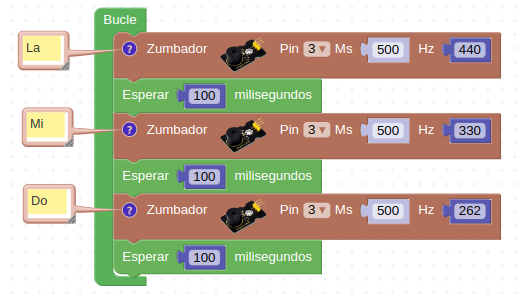 Bucle
La ? Zumbador Pin 3 Ms 500 Hz 440
Esperar 100 milisegundos
Mi ? Zumbador Pin 3 Ms 500 Hz 330
Esperar 100 milisegundos
Do ? Zumbador Pin 3 Ms 500 Hz 262
Esperar 100 milisegundos